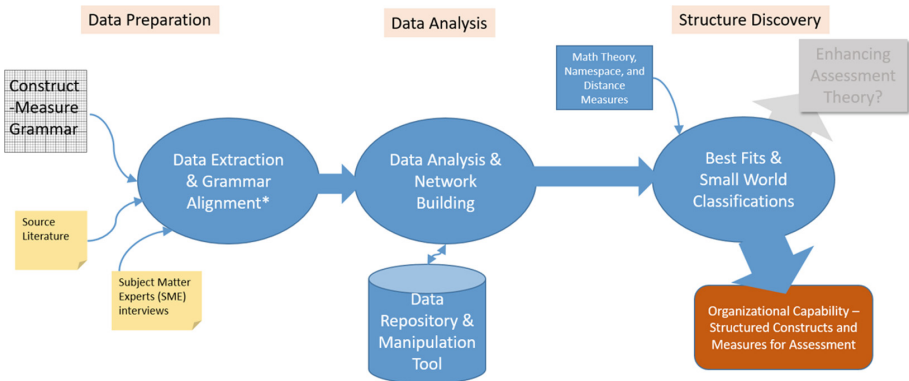 Data Preparation
Data Analysis
Structure Discovery
Construct
-Measure
Grammar
Source
Literature
Subject Matter
Experts (SME)
interviews
Data Extraction
& Grammar
Alignment*
Data Analysis &
Network
Building
Data
Repository &
Manipulation
Tool
Math Theory,
Namespace, and
Distance
Measures
Enhancing
Assessment
Theory?
Best Fits &
Small World
Classifications
Organizational Capability –
Structured Constructs and
Measures for Assessment